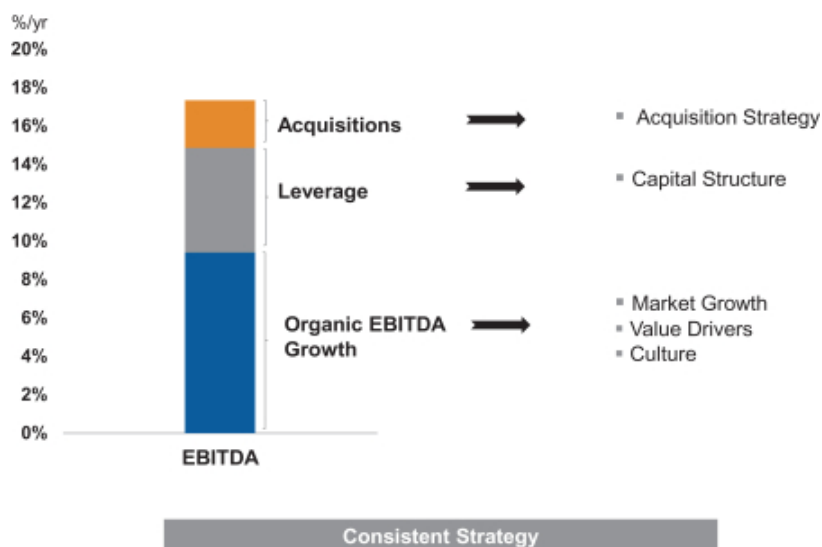 %/yr
20%
18%
16%
14%
12%
10%
8%
6%
4%
2%
0%
EBITDA
Acquisitions
Leverage
Organic EBITDA
Growth
▪ Acquisition Strategy
▪ Capital Structure
▪ Market Growth
▪ Value Drivers
▪ Culture
Consistent Strategy